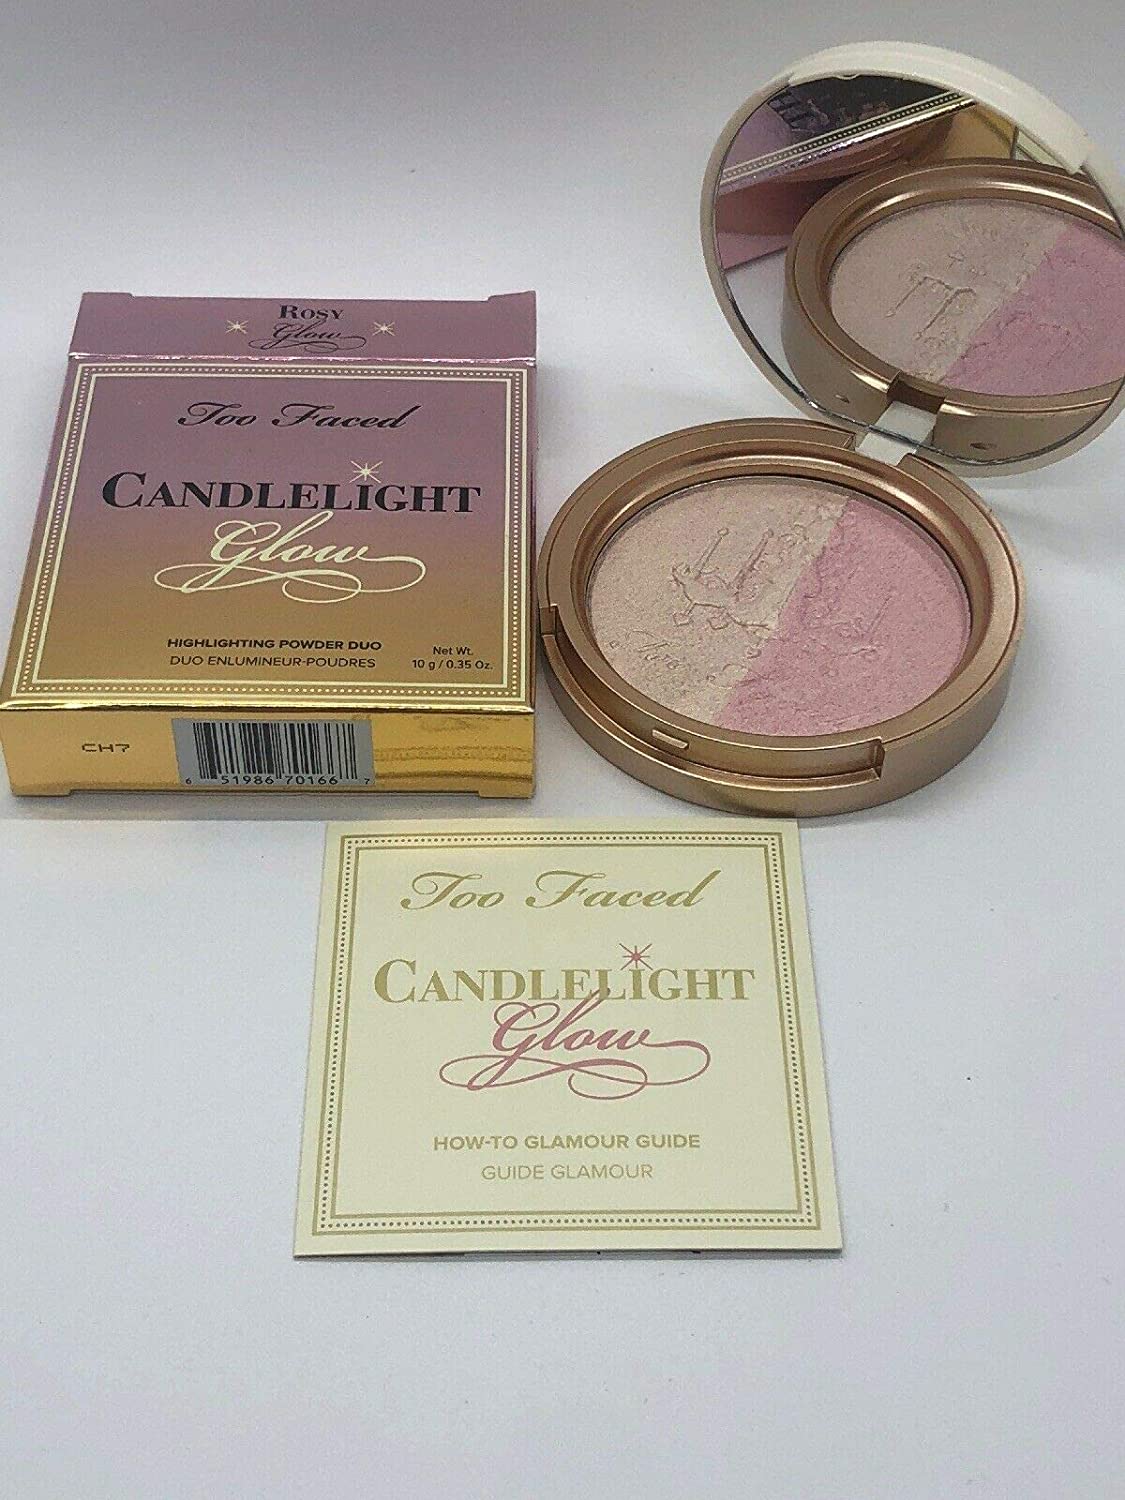 Rosy
Glow
Too Faced
CANDLELIGHT
Glow
HIGHLIGHTING POWDER DUO
DUO ENLUMINEUR-POUDRES
Net Wt.
10 g / 0.35 Oz.
CH7
6 51986 70166 7
Too Faced
CANDLELIGHT
Glow
HOW-TO GLAMOUR GUIDE
GUIDE GLAMOUR